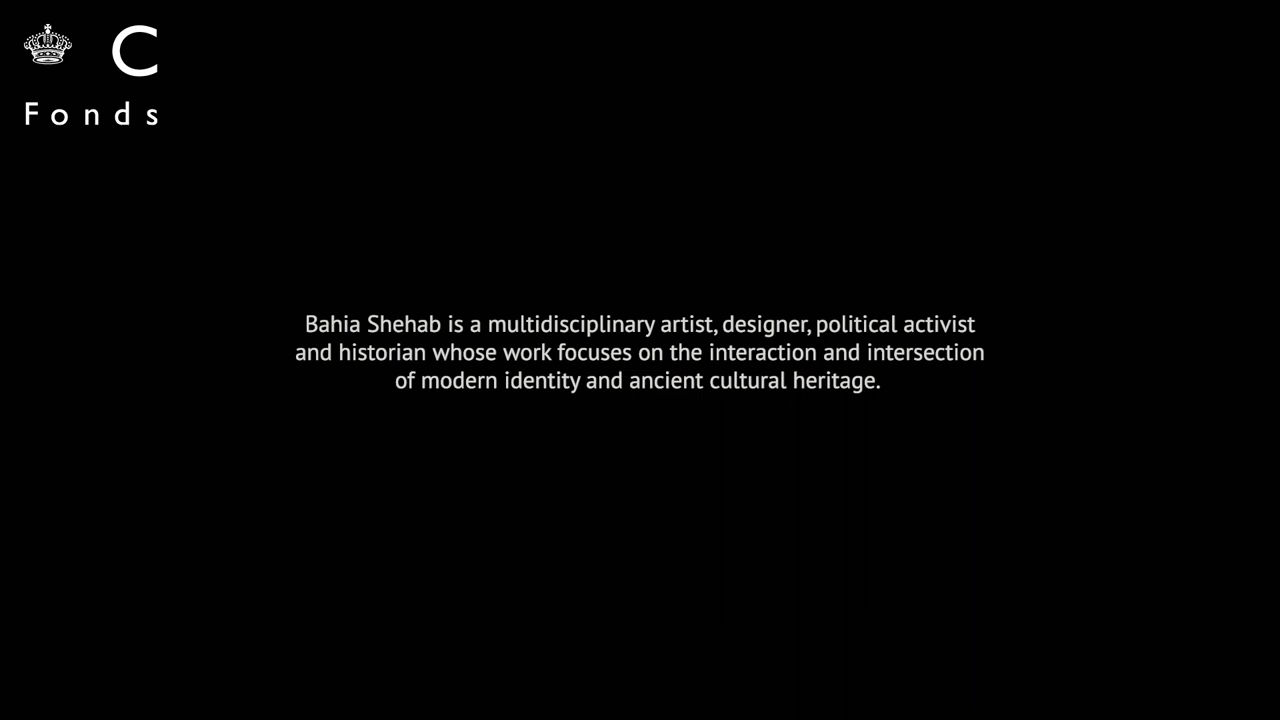 C
Fonds
Bahia Shehab is a multidisciplinary artist, designer, political activist
and historian whose work focuses on the interaction and intersection
of modern identity and ancient cultural heritage.